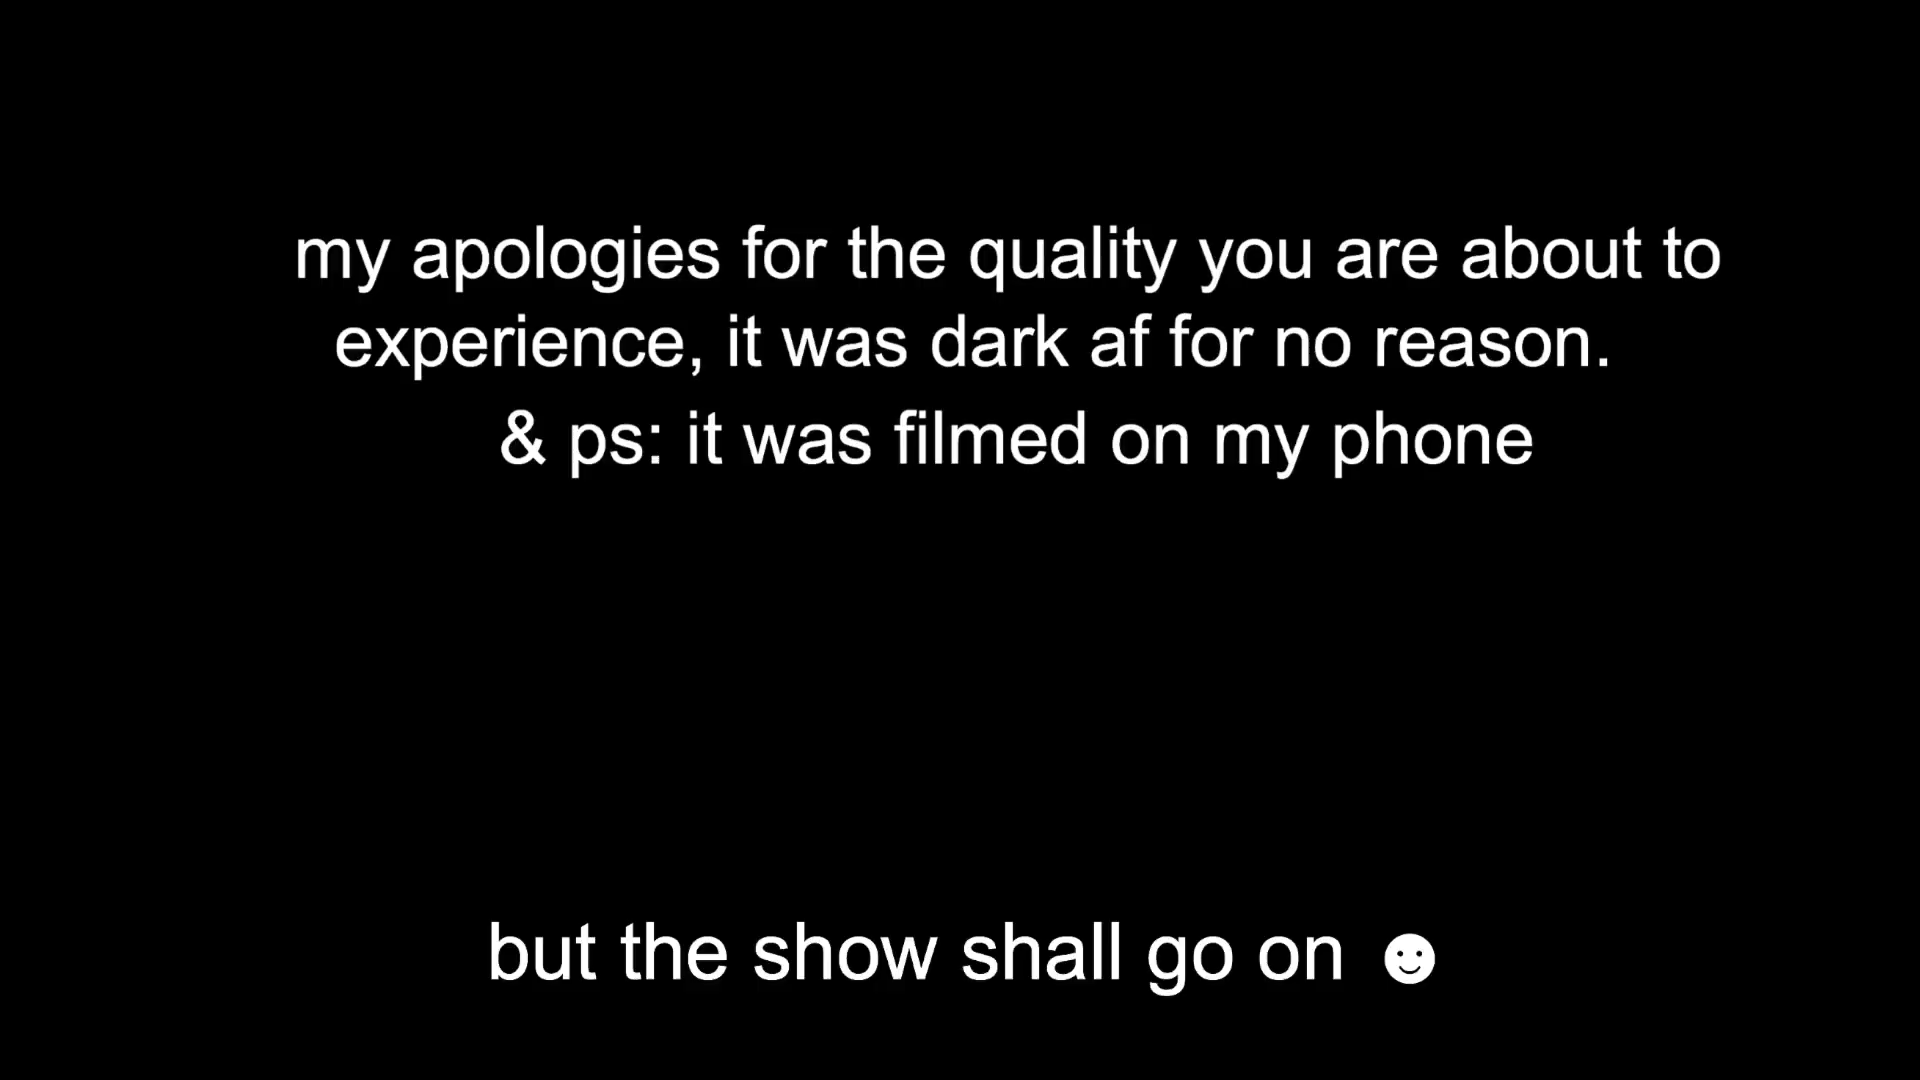 my apologies for the quality you are about to
experience, it was dark af for no reason.
& ps: it was filmed on my phone
but the show shall go on ☻